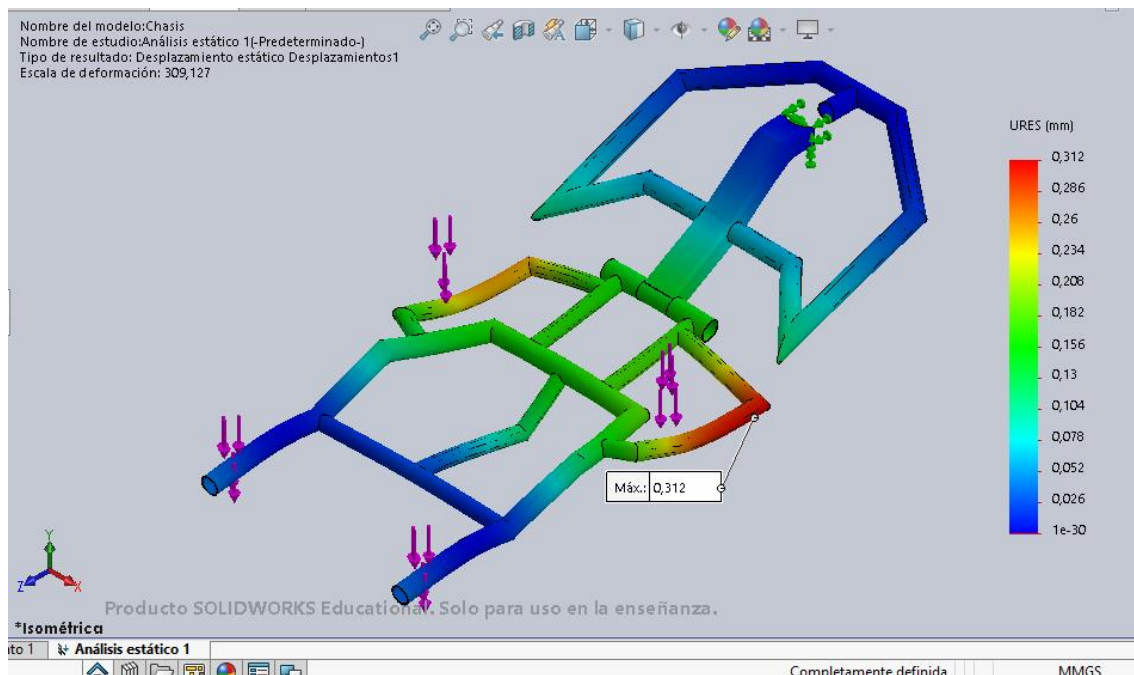 Nombre del modelo:Chasis
Nombre de estudio:Análisis estático 1(-Predeterminado-)
Tipo de resultado: Desplazamiento estático Desplazamientos1
Escala de deformación: 309,127
URES (mm)
0,312
0,286
0,26
0,234
0,208
0,182
0,156
0,13
0,104
0,078
0,052
0,026
1e-30
Máx.: 0,312
Y
Z
X
Producto SOLIDWORKS Educational. Solo para uso en la enseñanza.
*Isométrica
to 1
Análisis estático 1
Completamente definida
MMGS